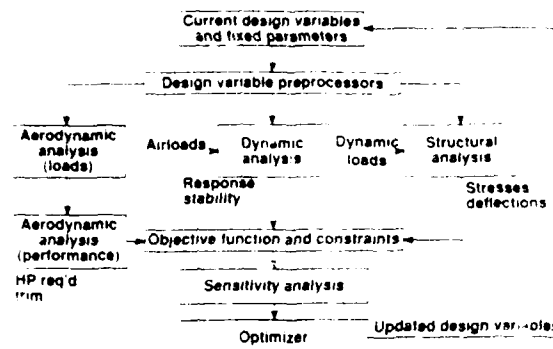 Current design variables
and fixed parameters
Design variable preprocessors
Aerodynamic
analysis
(loads)
Airloads
Dynamic
analysis
Dynamic
loads
Structural
analysis
Response
stability
Stresses
deflections
Aerodynamic
analysis
(performance)
Objective function and constraints
HP req'd
trim
Sensitivity analysis
Optimizer
Updated design variables